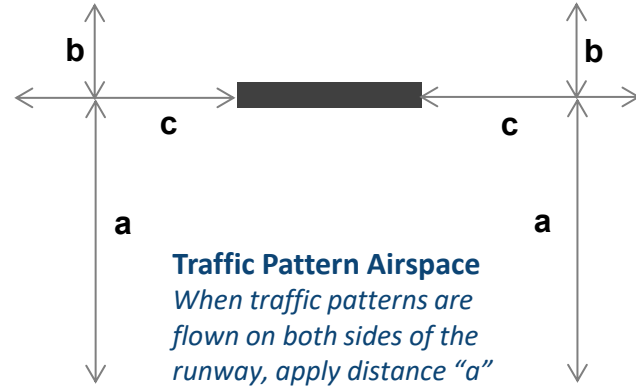 b
b
c
c
a
a
Traffic Pattern Airspace
When traffic patterns are
flown on both sides of the
runway, apply distance “a”